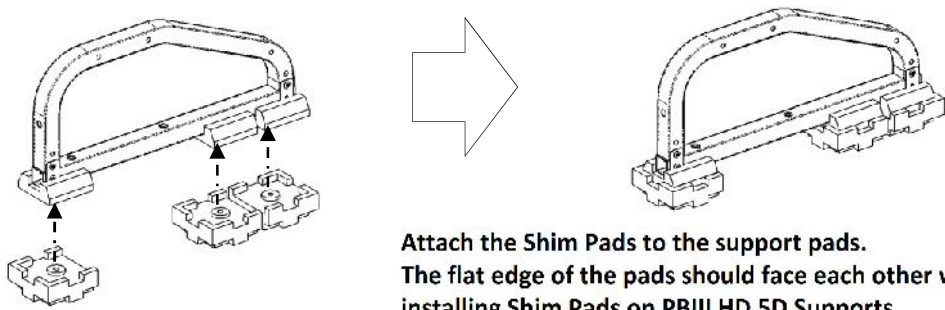 Attach the Shim Pads to the support pads.
The flat edge of the pads should face each other
installing Shim Pads on PBIII HD 5D Supports